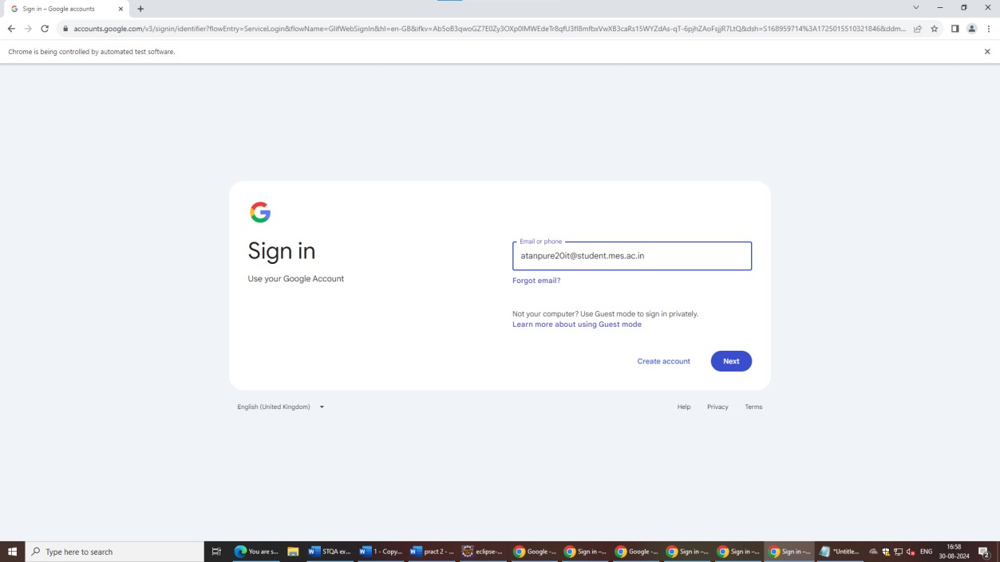 Sign in – Google accounts
accounts.google.com/v3/signin/identifier?flowEntry=ServiceLogin&flowName=GlifWebSignIn&hl=en-GB&ifkv=Ab5oB3qwoGZ7E0Zy3OXp0IMWEdeTr8qfU3fI8mfbxVwXB3caRs15WYZdAs-qT-6pjhZAoFsjjR7LtQ&dsh=S168959714%3A1725015510321846&ddm...
Chrome is being controlled by automated test software.
Sign in
Use your Google Account
Email or phone
atanpure20it@student.mes.ac.in
Forgot email?
Not your computer? Use Guest mode to sign in privately.
Learn more about using Guest mode
Create account
Next
English (United Kingdom)
Help Privacy Terms
Type here to search
You are s... STQA ex... 1 - Copy... pract 2 - ... eclipse-... Google -... Sign in –... Google -... Sign in –... Sign in –... Sign in –... *Untitle... ENG
16:58
30-08-2024
2